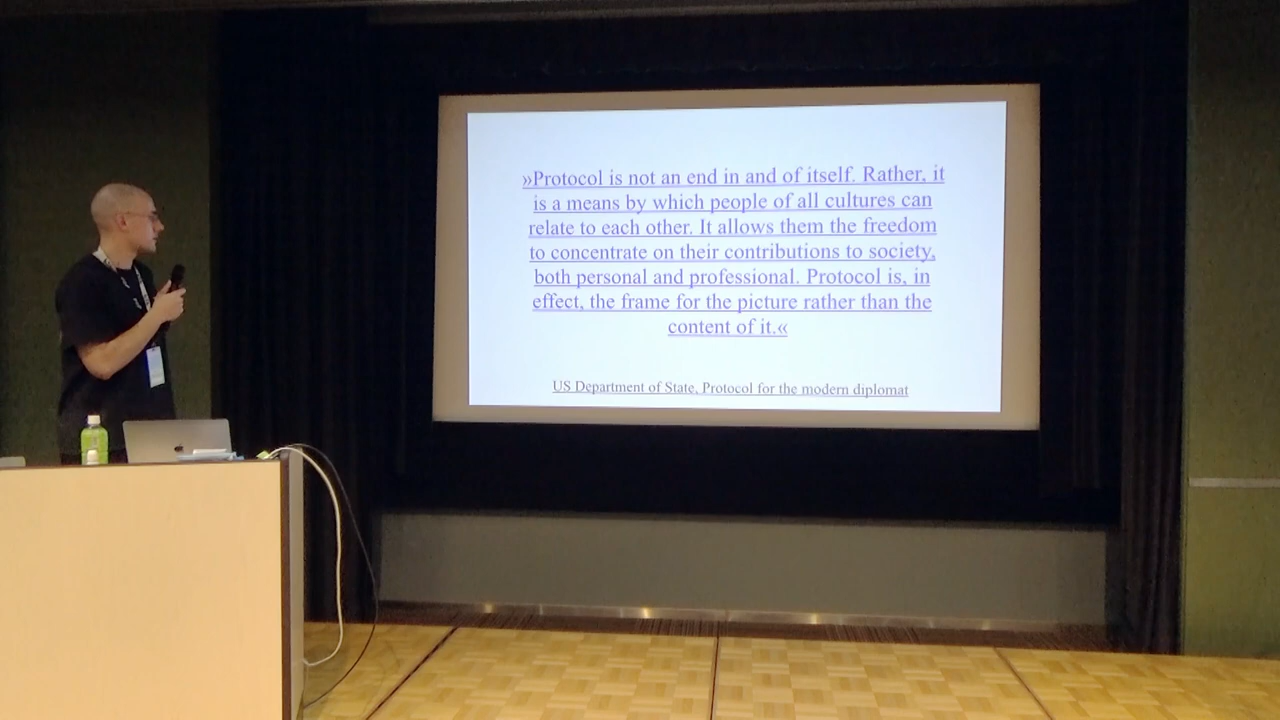 »Protocol is not an end in and of itself. Rather, it
is a means by which people of all cultures can
relate to each other. It allows them the freedom
to concentrate on their contributions to society,
both personal and professional. Protocol is, in
effect, the frame for the picture rather than the
content of it.«
US Department of State, Protocol for the modern diplomat